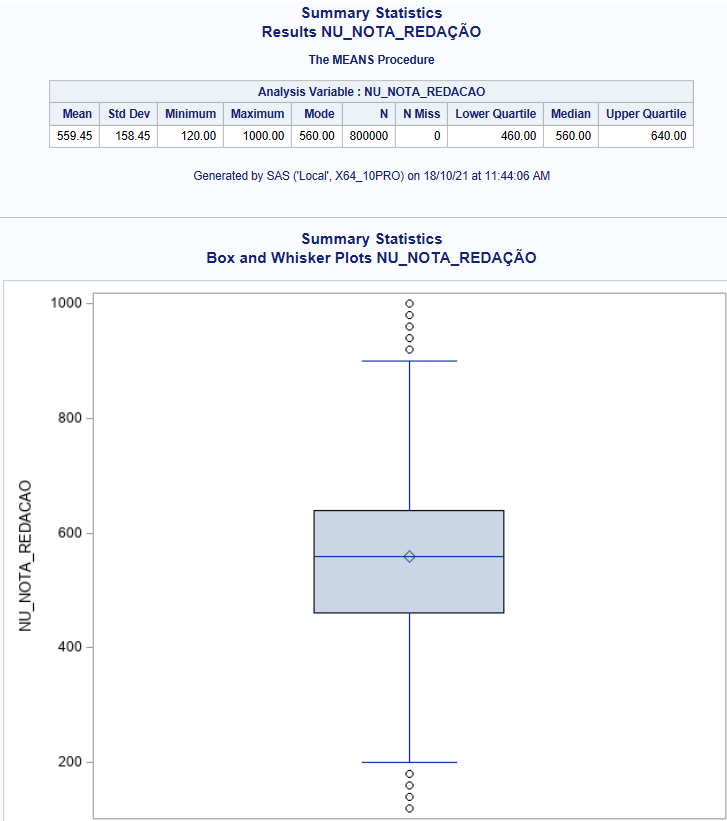 Summary Statistics
Results NU_NOTA_REDAÇÃO
The MEANS Procedure
Analysis Variable : NU_NOTA_REDACAO
Mean Std Dev Minimum Maximum Mode N N Miss Lower Quartile Median Upper Quartile
559.45 158.45 120.00 1000.00 560.00 800000 0 460.00 560.00 640.00
Generated by SAS ('Local', X64_10PRO) on 18/10/21 at 11:44:06 AM
Summary Statistics
Box and Whisker Plots NU_NOTA_REDAÇÃO
1000
800
600
400
200
NU_NOTA_REDACAO